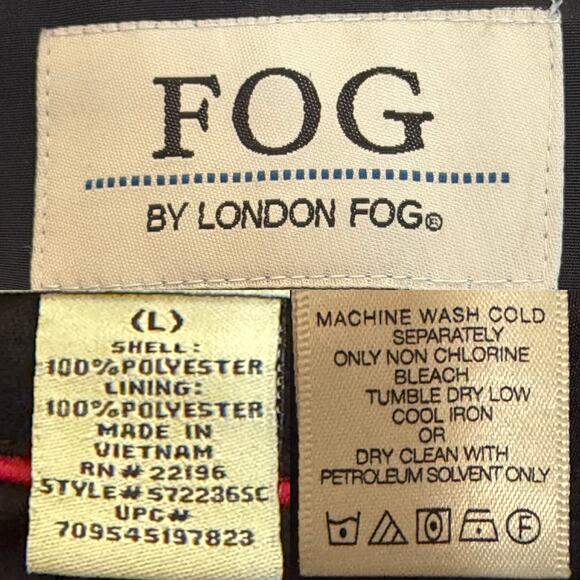 FOG
BY LONDON FOG®
(L)
SHELL:
100%POLYESTER
LINING:
100%POLYESTER
MADE IN
VIETNAM
RN# 22196
STYLE#572236SC
UPC#
709545197823
MACHINE WASH COLD
SEPARATELY
ONLY NON CHLORINE
BLEACH
TUMBLE DRY LOW
COOL IRON
OR
DRY CLEAN WITH
PETROLEUM SOLVENT ONLY
F